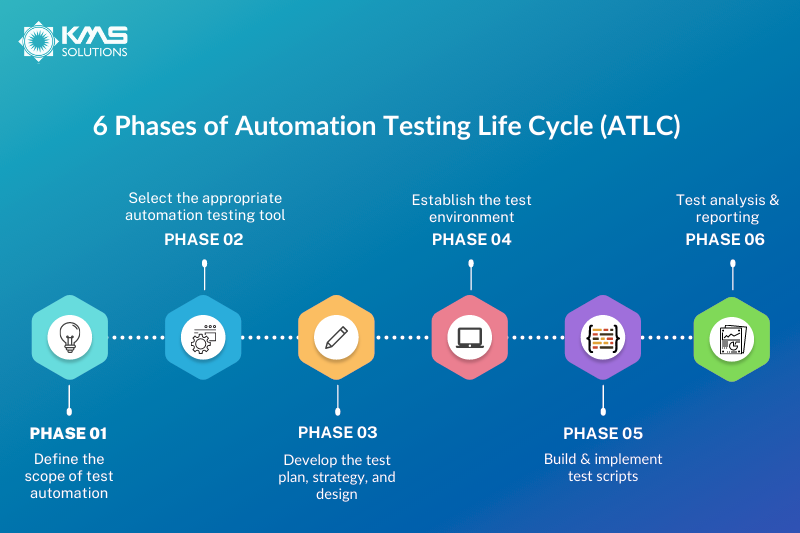 KMS
SOLUTIONS
6 Phases of Automation Testing Life Cycle (ATLC)
PHASE 01
Define the
scope of test
automation
Select the appropriate
automation testing tool
PHASE 02
PHASE 03
Develop the test
plan, strategy, and
design
Establish the test
environment
PHASE 04
PHASE 05
Build & implement
test scripts
Test analysis &
reporting
PHASE 06